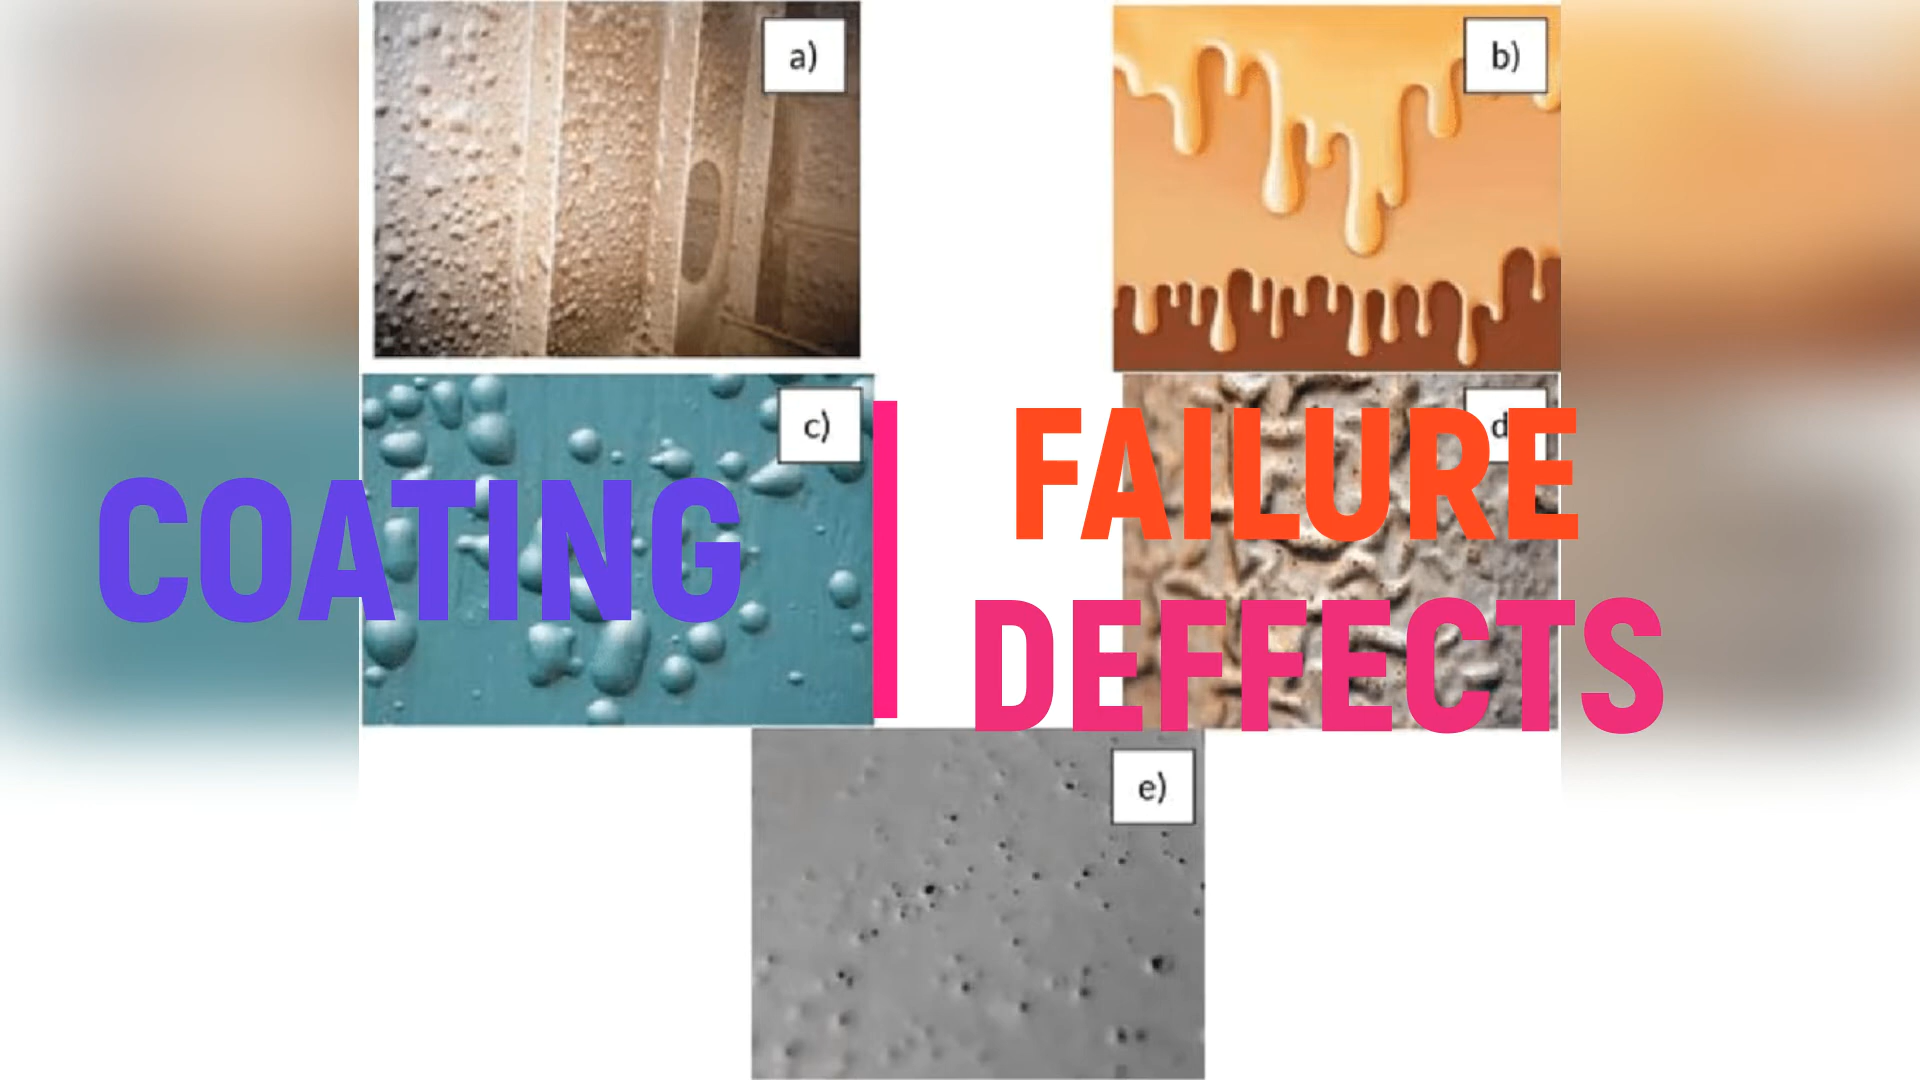 a)
b)
c)
d
COATING
FAILURE
DEFFECTS
e)